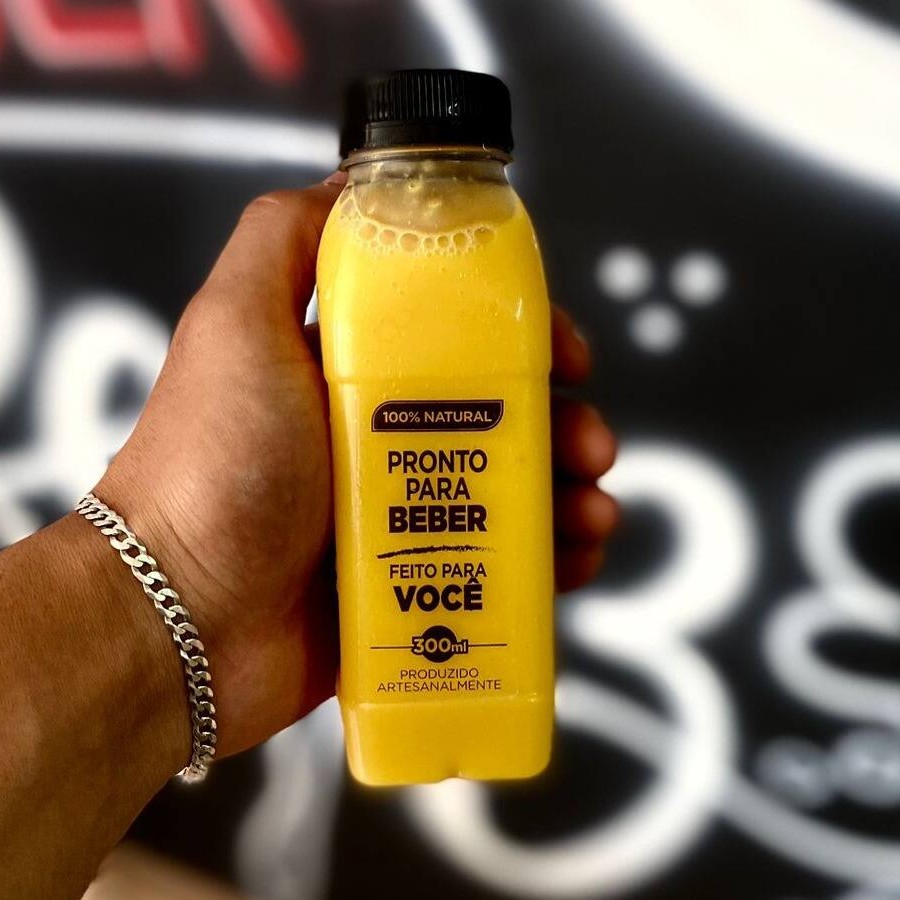 100% NATURAL
PRONTO
PARA
BEBER
FEITO PARA
VOCÊ
300ml
PRODUZIDO
ARTESANALMENTE